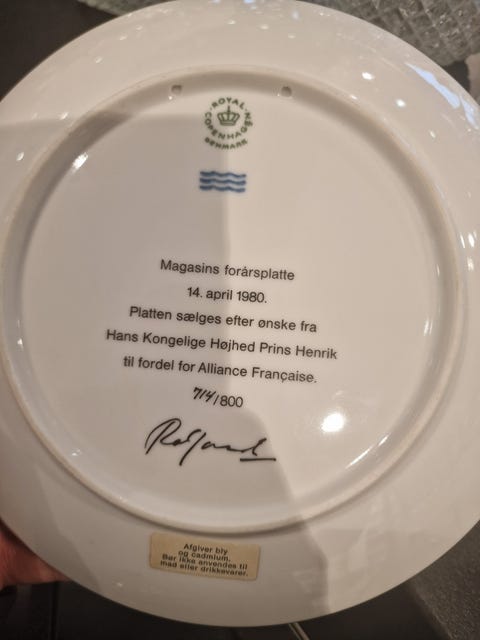 ROYAL
COPENHAGEN
DENMARK
Magasins forårsplatte
14. april 1980.
Platten sælges efter ønske fra
Hans Kongelige Højhed Prins Henrik
til fordel for Alliance Française.
714/800
Afgiver bly
og cadmium.
Bør ikke anvendes til
mad eller drikkevarer.